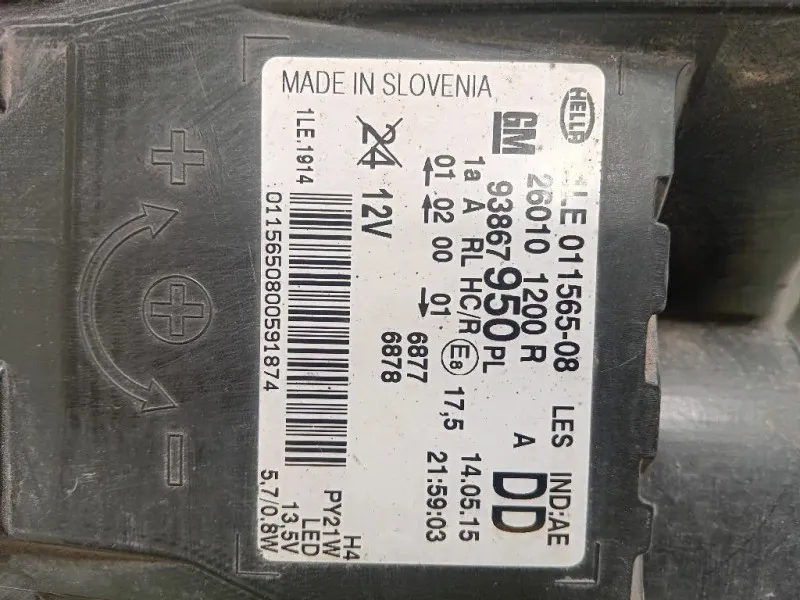 HELLA
1LE 011565-08 LES IND:AE
GM 26010 1200 R A DD
93867950 PL
1a A RL HC/R E8 17,5 14.05.15
01 02 00 01 6877 21:59:03
6878
24 12V
MADE IN SLOVENIA
1LE.1914
H4
PY21W
LED
13,5V
5,7/0,8W
0115650800591874